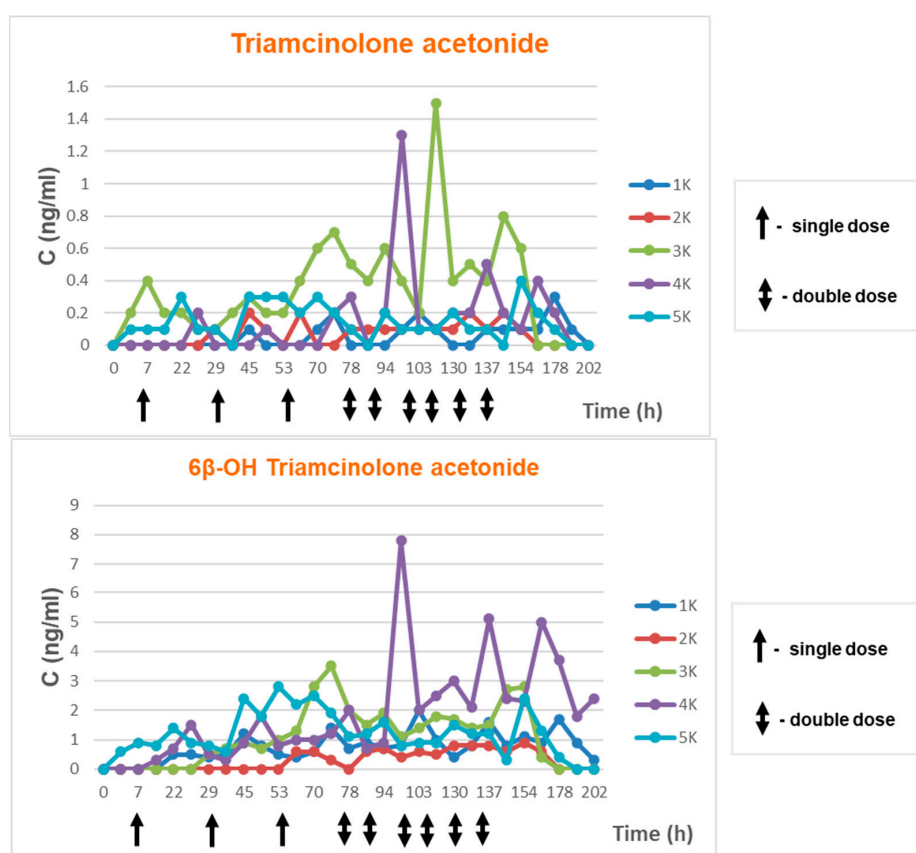 Triamcinolone acetonide
C (ng/ml)
1.6
1.4
1.2
1
0.8
0.6
0.4
0.2
0
0 7 22 29 45 53 70 78 94 103 130 137 154 178 202
Time (h)
1K
2K
3K
4K
5K
- single dose
- double dose
6β-OH Triamcinolone acetonide
C (ng/ml)
9
8
7
6
5
4
3
2
1
0
0 7 22 29 45 53 70 78 94 103 130 137 154 178 202
Time (h)
1K
2K
3K
4K
5K
- single dose
- double dose